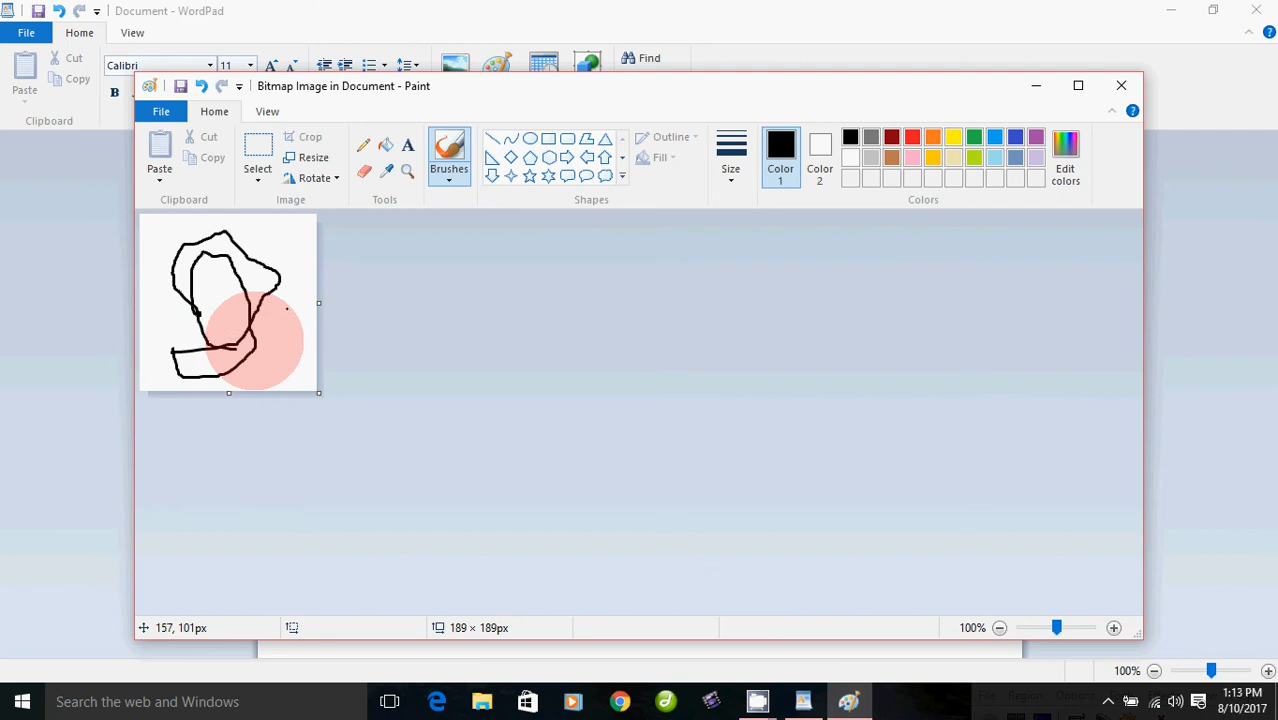 Document - WordPad
File Home View
Paste Cut Copy
Calibri 11
B
Find
Clipboard
Bitmap Image in Document - Paint
File Home View
Paste Cut Copy
Select Crop Resize Rotate
A
Brushes
Outline
Fill
Size
Color 1
Color 2
Edit colors
Clipboard Image Tools Shapes Colors
157, 101px 189 × 189px 100%
100%
Search the web and Windows
1:13 PM
8/10/2017